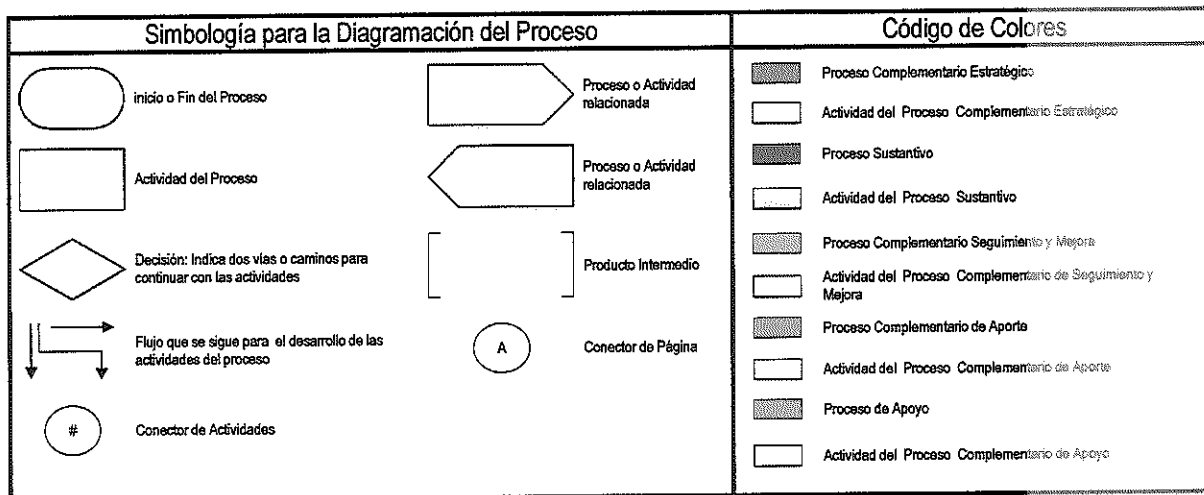 Simbología para la Diagramación del Proceso
inicio o Fin del Proceso
Actividad del Proceso
Decisión: Indica dos vías o caminos para
continuar con las actividades
Flujo que se sigue para el desarrollo de las
actividades del proceso
#
Conector de Actividades
Proceso o Actividad
relacionada
Proceso o Actividad
relacionada
Producto Intermedio
A
Conector de Página
Código de Colores
Proceso Complementario Estratégico
Actividad del Proceso Complementario Estratégico
Proceso Sustantivo
Actividad del Proceso Sustantivo
Proceso Complementario Seguimiento y Mejora
Actividad del Proceso Complementario de Seguimiento y
Mejora
Proceso Complementario de Aporte
Actividad del Proceso Complementario de Aporte
Proceso de Apoyo
Actividad del Proceso Complementario de Apoyo